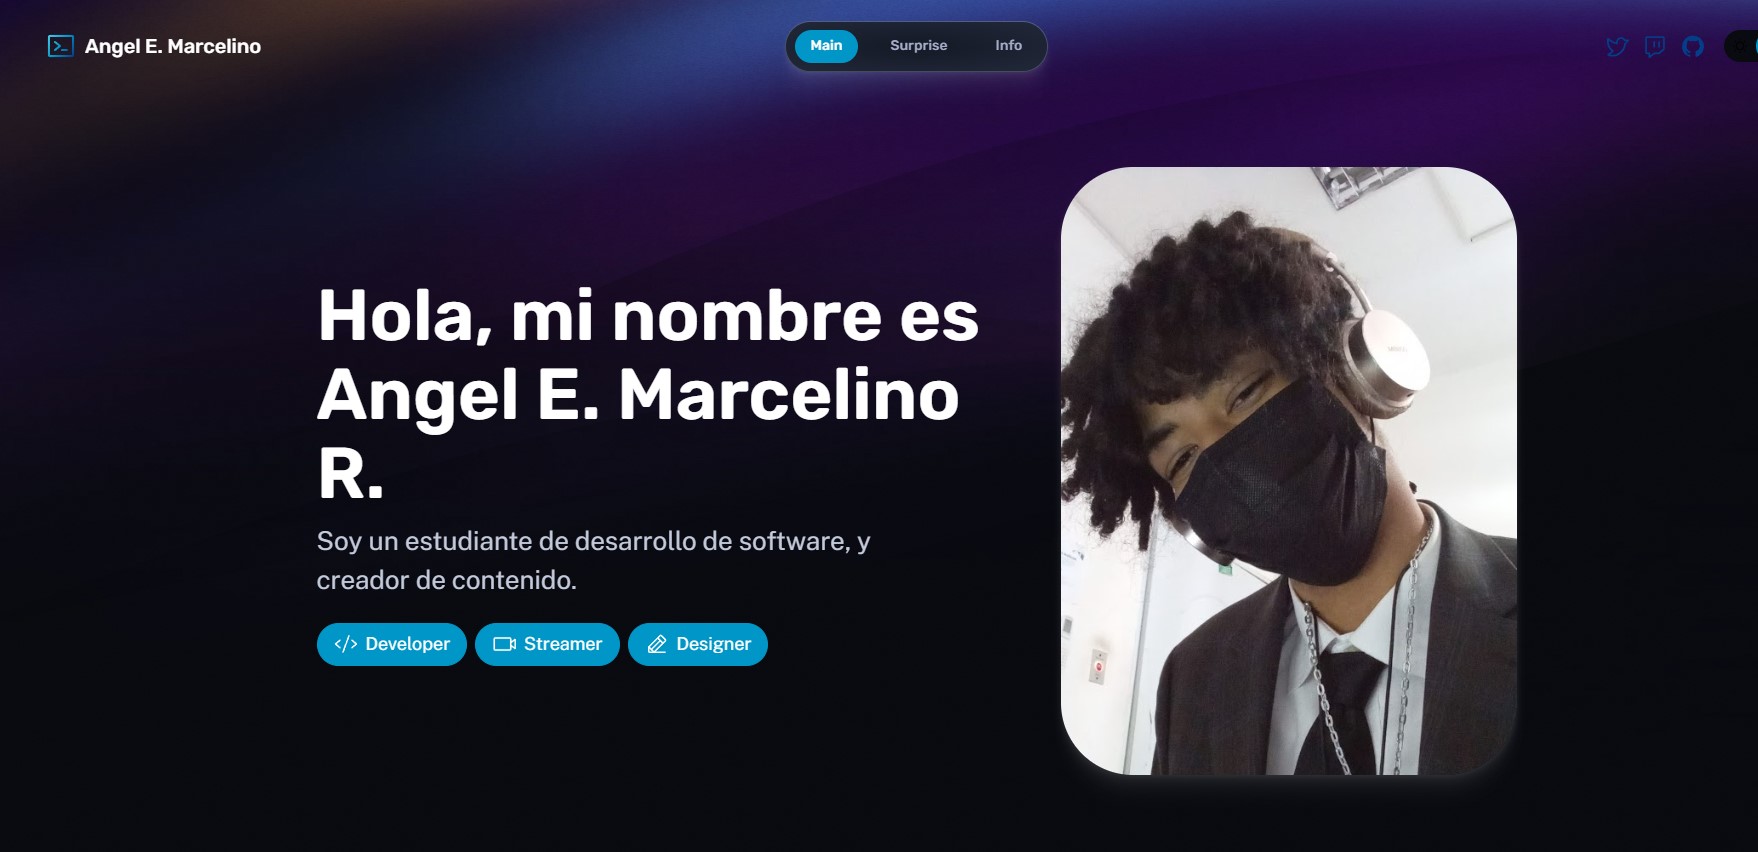 Angel E. Marcelino
Main
Surprise
Info
Hola, mi nombre es
Angel E. Marcelino
R.
Soy un estudiante de desarrollo de software, y
creador de contenido.
Developer
Streamer
Designer